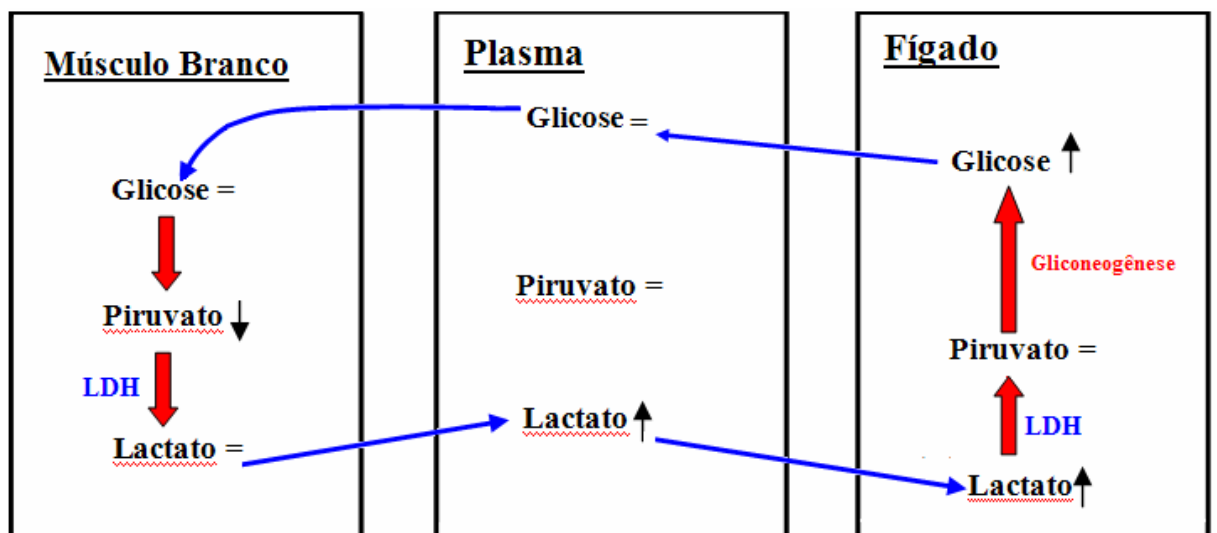 Músculo Branco
Glicose =
Piruvato ↓
LDH
Lactato =
Plasma
Glicose =
Piruvato =
Lactato ↑
Fígado
Glicose ↑
Gliconeogênese
Piruvato =
LDH
Lactato ↑